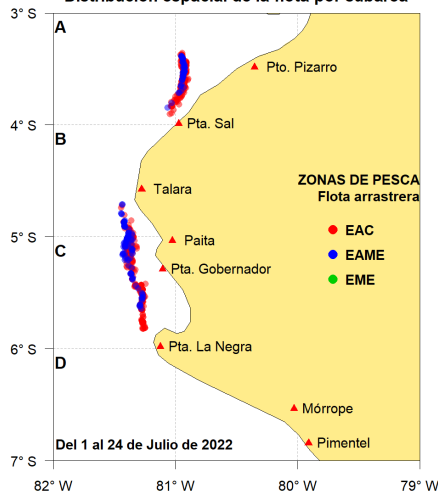 Distribución espacial de la flota por subárea
3° S
A
Pto. Pizarro
4° S
Pta. Sal
B
Talara
ZONAS DE PESCA
Flota arrastrera
EAC
5° S
Paita
C
EAME
Pta. Gobernador
EME
6° S
Pta. La Negra
D
Mórrope
Del 1 al 24 de Julio de 2022
Pimentel
7° S
82° W
81° W
80° W
79° W